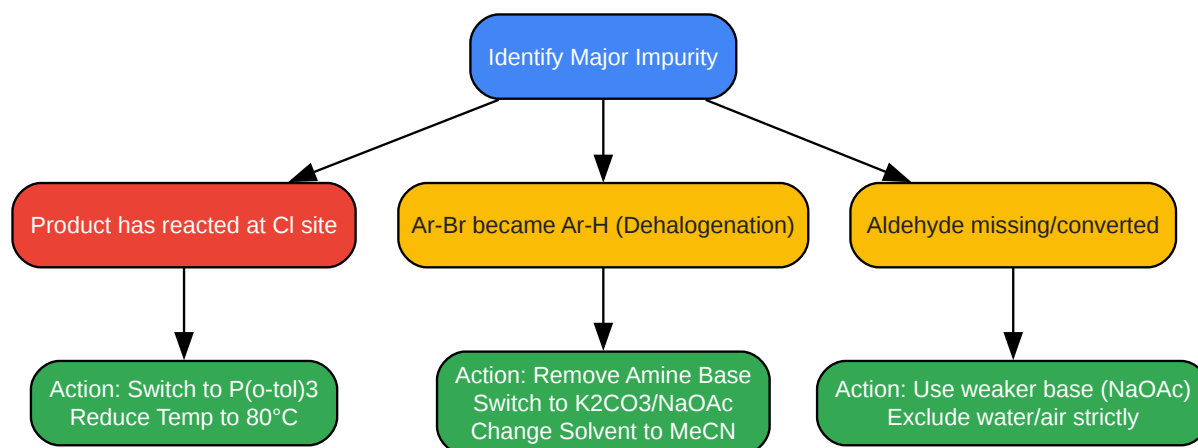 Identify Major Impurity
Product has reacted at Cl site
Ar-Br became Ar-H (Dehalogenation)
Aldehyde missing/converted
Action: Switch to P(o-tol)3
Reduce Temp to 80°C
Action: Remove Amine Base
Switch to K2CO3/NaOAc
Change Solvent to MeCN
Action: Use weaker base (NaOAc)
Exclude water/air strictly